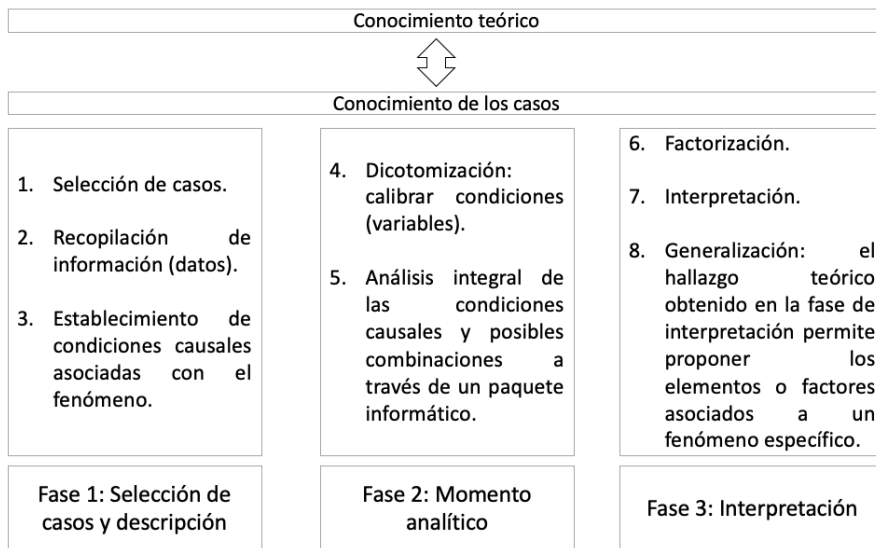 Conocimiento teórico
Conocimiento de los casos
1. Selección de casos.
2. Recopilación de
información (datos).
3. Establecimiento de
condiciones causales
asociadas con el
fenómeno.
4. Dicotomización:
calibrar condiciones
(variables).
5. Análisis integral de
las condiciones
causales y posibles
combinaciones a
través de un paquete
informático.
6. Factorización.
7. Interpretación.
8. Generalización: el
hallazgo teórico
obtenido en la fase de
interpretación permite
proponer los
elementos o factores
asociados a un
fenómeno específico.
Fase 1: Selección de
casos y descripción
Fase 2: Momento
analítico
Fase 3: Interpretación